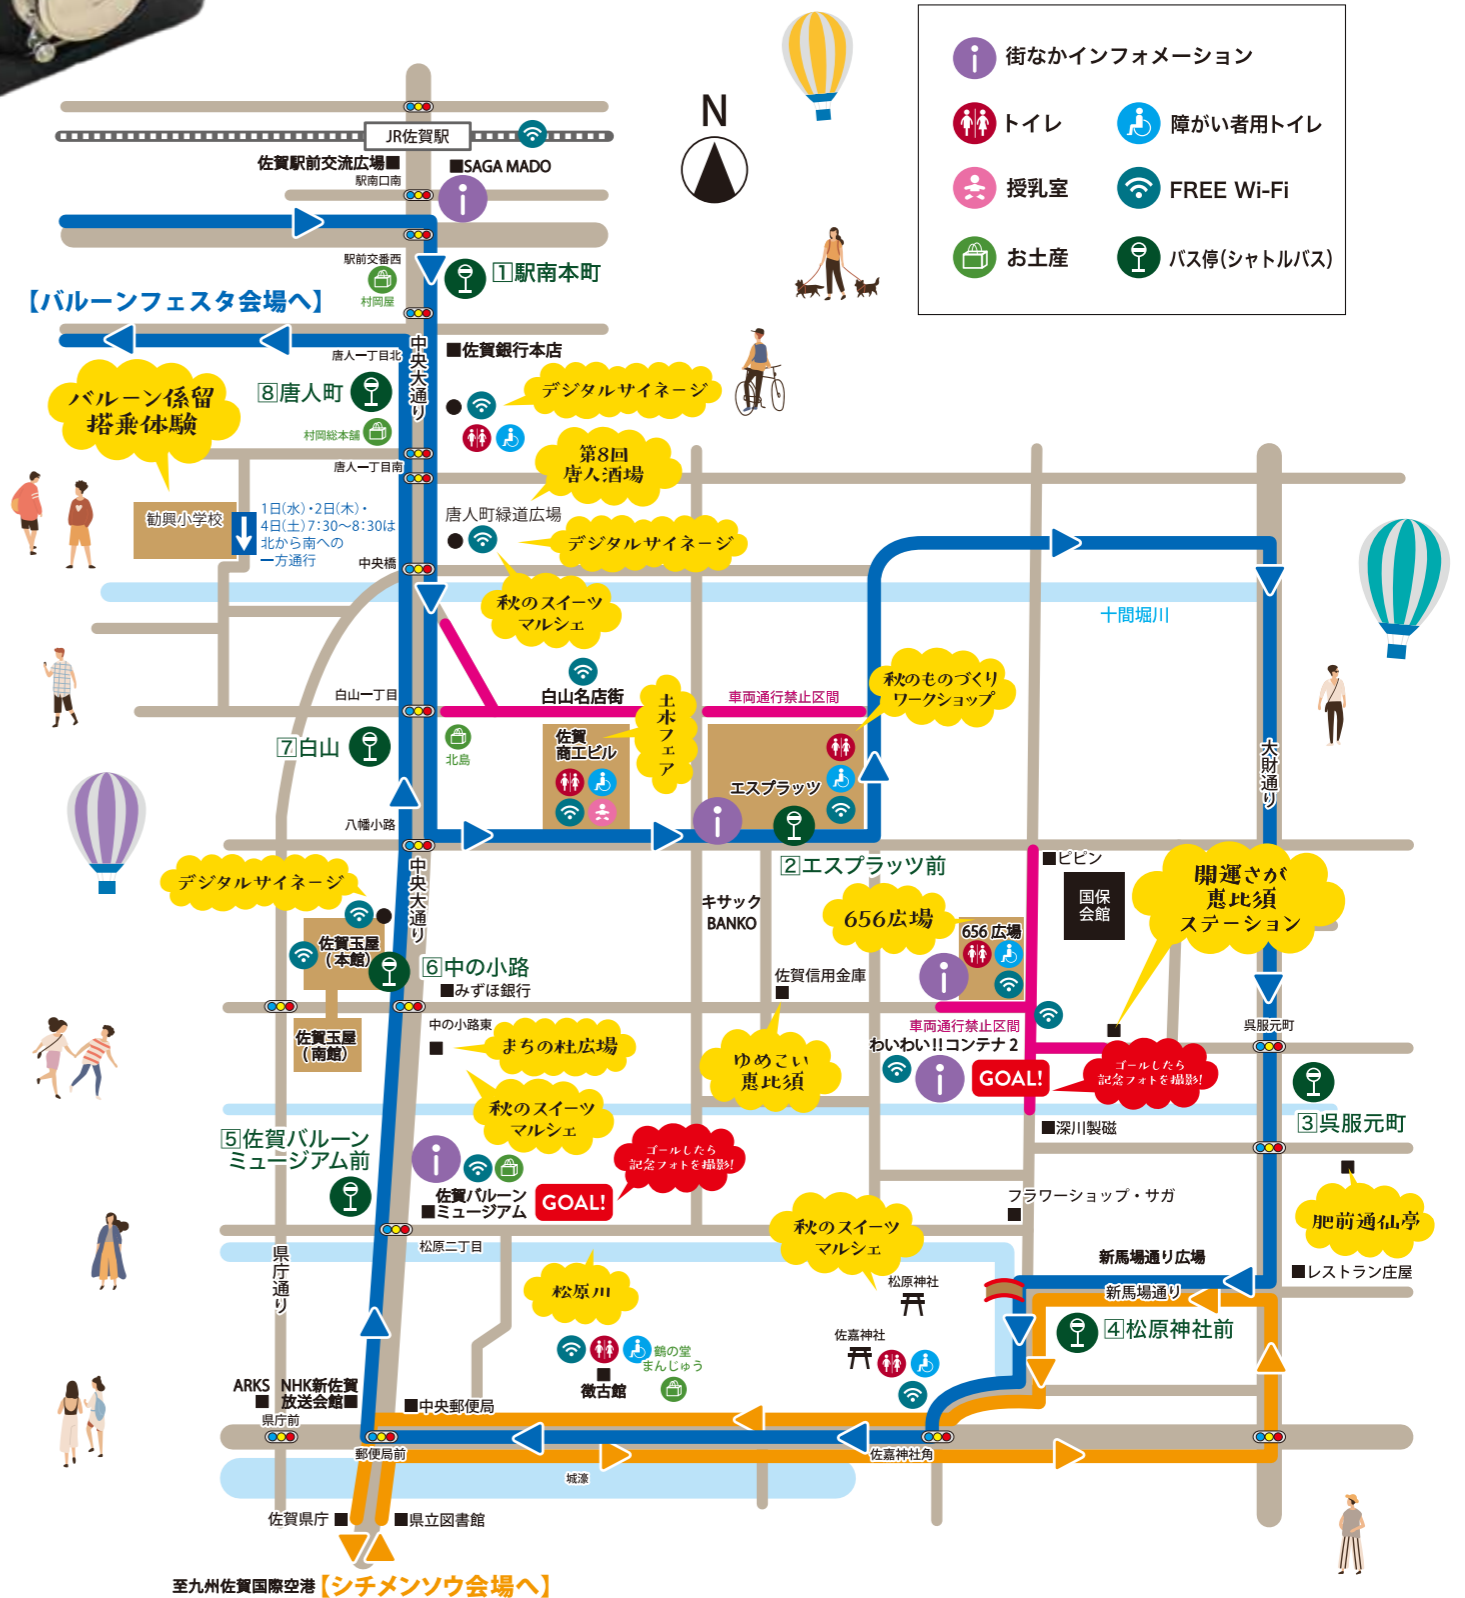 街なかインフォメーション
トイレ
障がい者用トイレ
授乳室
FREE Wi-Fi
お土産
バス停(シャトルバス)
N
JR佐賀駅
佐賀駅前交流広場■
■SAGA MADO
駅南口南
駅前交番西
村岡屋
1駅南本町
【バルーンフェスタ会場へ】
唐人一丁目北
中央大通り
■佐賀銀行本店
デジタルサイネージ
バルーン係留
搭乗体験
8唐人町
村岡総本舗
唐人一丁目南
第8回
唐人酒場
勧興小学校
1日(水)・2日(木)・
4日(土)7:30〜8:30は
北から南への
一方通行
唐人町緑道広場
デジタルサイネージ
中央橋
秋のスイーツ
マルシェ
十間堀川
白山一丁目
白山名店街
土木フェア
車両通行禁止区間
秋のものづくり
ワークショップ
7白山
北島
佐賀
商工ビル
エスプラッツ
大財通り
八幡小路
中央大通り
2エスプラッツ前
■ピピン
国保
会館
開運さが
恵比須
ステーション
デジタルサイネージ
キサック
BANKO
656広場
656 広場
佐賀玉屋
(本館)
6中の小路
■みずほ銀行
佐賀信用金庫
佐賀玉屋
(南館)
中の小路東
まちの杜広場
ゆめこい
恵比須
車両通行禁止区間
わいわい!!コンテナ2
GOAL!
ゴールしたら
記念フォトを撮影!
呉服元町
3呉服元町
秋のスイーツ
マルシェ
5佐賀バルーン
ミュージアム前
ゴールしたら
記念フォトを撮影!
佐賀バルーン
■ミュージアム
GOAL!
■深川製磁
フラワーショップ・サガ
肥前通仙亭
■レストラン庄屋
松原二丁目
県庁通り
秋のスイーツ
マルシェ
松原川
松原神社
新馬場通り広場
新馬場通り
4松原神社前
佐嘉神社
鶴の堂
まんじゅう
徴古館
ARKS
NHK新佐賀
放送会館■
県庁前
■中央郵便局
郵便局前
佐嘉神社角
城濠
佐賀県庁■
■県立図書館
至九州佐賀国際空港【シチメンソウ会場へ】